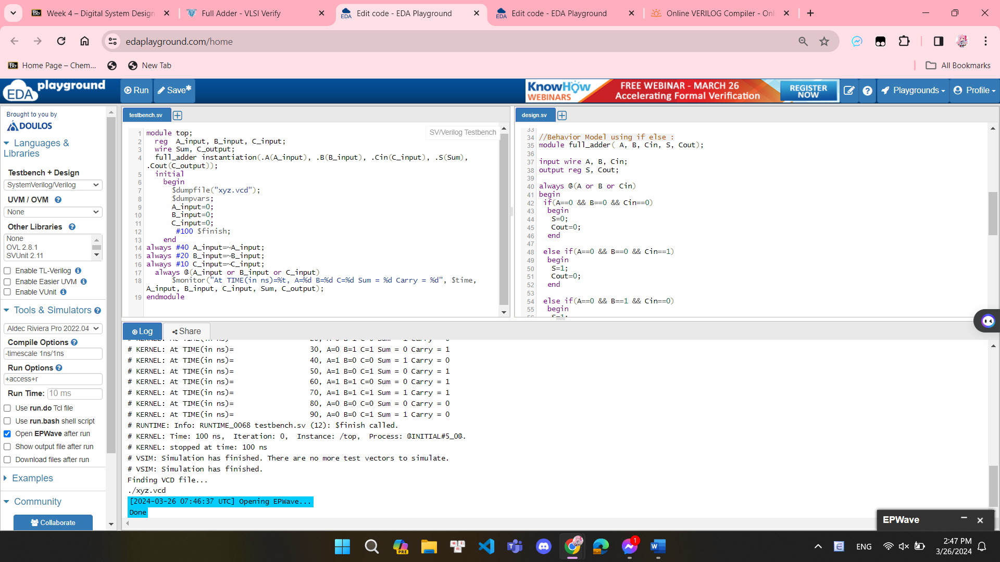 Week 4 – Digital System Design
Full Adder - VLSI Verify
Edit code - EDA Playground
Edit code - EDA Playground
Online VERILOG Compiler - Onl
edaplayground.com/home
Home Page – Chem...
New Tab
All Bookmarks
EDA playground
Run
Save*
KnowHow WEBINARS
FREE WEBINAR - MARCH 26
Accelerating Formal Verification
REGISTER NOW
Playgrounds
Profile
Brought to you by
DOULOS
Languages & Libraries
Testbench + Design
SystemVerilog/Verilog
UVM / OVM
None
Other Libraries
None
OVL 2.8.1
SVUnit 2.11
Enable TL-Verilog
Enable Easier UVM
Enable VUnit
Tools & Simulators
Aldec Riviera Pro 2022.04
Compile Options
-timescale 1ns/1ns
Run Options
+access+r
Run Time: 10 ms
Use run.do Tcl file
Use run.bash shell script
Open EPWave after run
Show output file after run
Download files after run
Examples
Community
Collaborate
testbench.sv
SV/Verilog Testbench
1 module top;
2 reg  A_input, B_input, C_input;
3 wire Sum, C_output;
4 full_adder instantiation(.A(A_input), .B(B_input), .Cin(C_input), .S(Sum),
.Cout(C_output));
5 initial
6 begin
7 $dumpfile("xyz.vcd");
8 $dumpvars;
9 A_input=0;
10 B_input=0;
11 C_input=0;
12 #100 $finish;
13 end
14 always #40 A_input=~A_input;
15 always #20 B_input=~B_input;
16 always #10 C_input=~C_input;
17 always @(A_input or B_input or C_input)
18 $monitor("At TIME(in ns)=%t, A=%d B=%d C=%d Sum = %d Carry = %d", $time,
A_input, B_input, C_input, Sum, C_output);
19 endmodule
design.sv
33
34 //Behavior Model using if else :
35 module full_adder( A, B, Cin, S, Cout);
36
37 input wire A, B, Cin;
38 output reg S, Cout;
39
40 always @(A or B or Cin)
41 begin
42 if(A==0 && B==0 && Cin==0)
43 begin
44 S=0;
45 Cout=0;
46 end
47
48 else if(A==0 && B==0 && Cin==1)
49 begin
50 S=1;
51 Cout=0;
52 end
53
54 else if(A==0 && B==1 && Cin==0)
55 begin
56 S=1;
Log
Share
# KERNEL: At TIME(in ns)= 20, A=0 B=1 C=0 Sum = 1 Carry = 0
# KERNEL: At TIME(in ns)= 30, A=0 B=1 C=1 Sum = 0 Carry = 1
# KERNEL: At TIME(in ns)= 40, A=1 B=0 C=0 Sum = 1 Carry = 0
# KERNEL: At TIME(in ns)= 50, A=1 B=0 C=1 Sum = 0 Carry = 1
# KERNEL: At TIME(in ns)= 60, A=1 B=1 C=0 Sum = 0 Carry = 1
# KERNEL: At TIME(in ns)= 70, A=1 B=1 C=1 Sum = 1 Carry = 1
# KERNEL: At TIME(in ns)= 80, A=0 B=0 C=0 Sum = 0 Carry = 0
# KERNEL: At TIME(in ns)= 90, A=0 B=0 C=1 Sum = 1 Carry = 0
# RUNTIME: Info: RUNTIME_0068 testbench.sv (12): $finish called.
# KERNEL: Time: 100 ns,  Iteration: 0,  Instance: /top,  Process: @INITIAL#5_0@.
# KERNEL: stopped at time: 100 ns
# VSIM: Simulation has finished. There are no more test vectors to simulate.
# VSIM: Simulation has finished.
Finding VCD file...
./xyz.vcd
[2024-03-26 07:46:37 UTC] Opening EPWave...
Done
EPWave
PRE
1
ENG
2:47 PM
3/26/2024